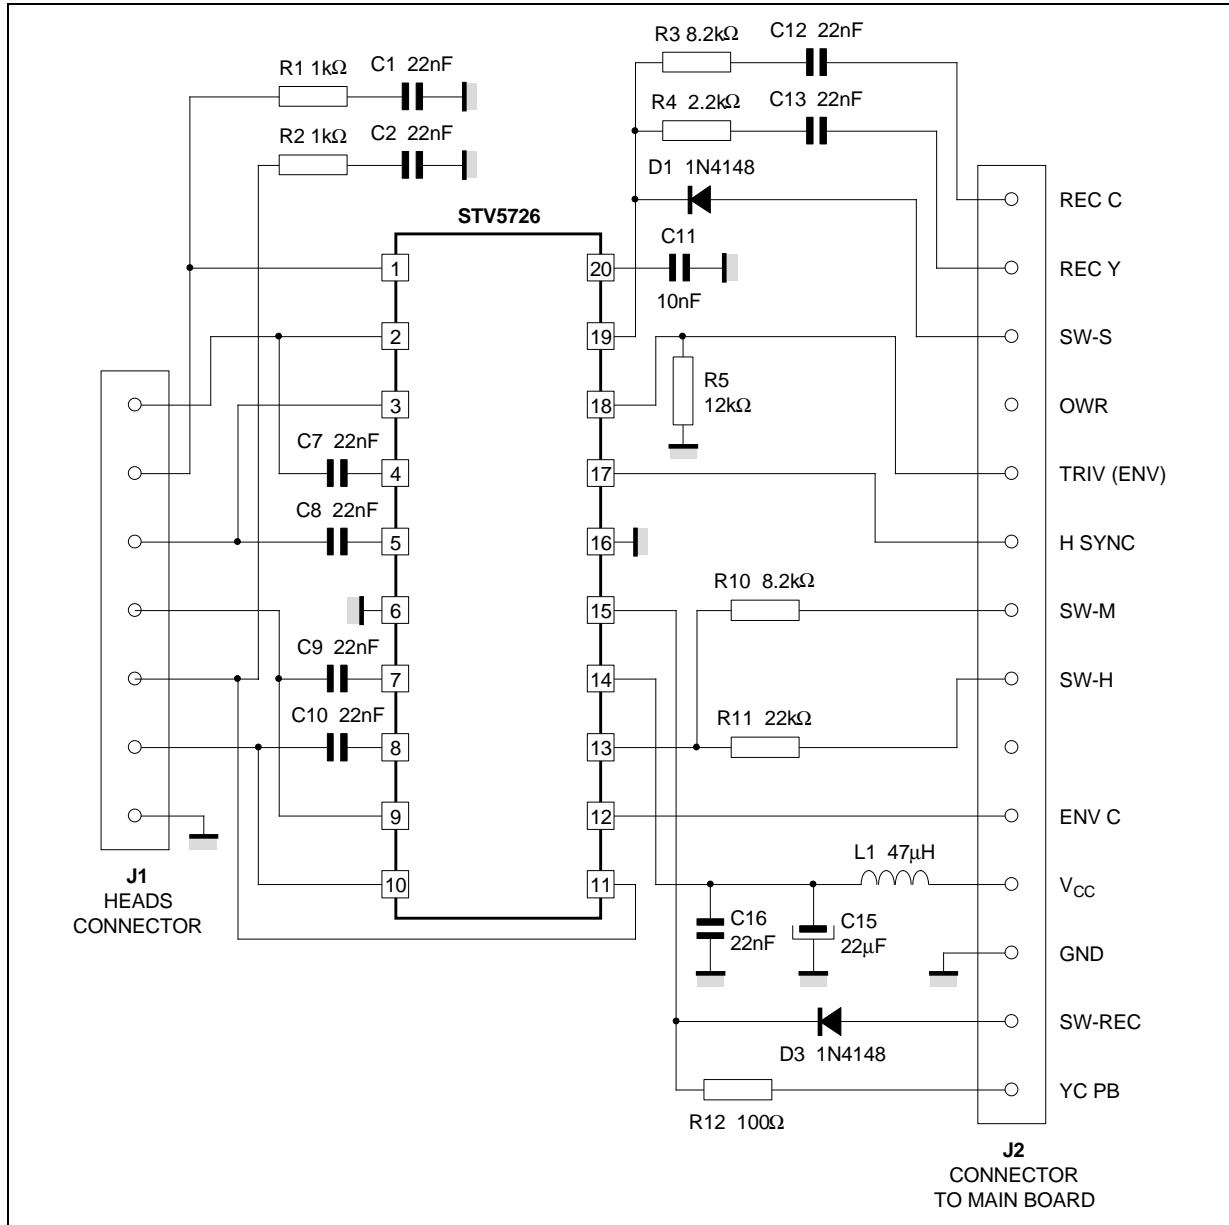 R3 8.2kΩ
C12 22nF
R1 1kΩ
C1 22nF
R4 2.2kΩ
C13 22nF
R2 1kΩ
C2 22nF
D1 1N4148
REC C
STV5726
C11
1
20
10nF
REC Y
2
19
SW-S
R5
12kΩ
3
18
OWR
C7 22nF
4
17
TRIV (ENV)
C8 22nF
5
16
H SYNC
R10 8.2kΩ
6
15
SW-M
C9 22nF
7
14
SW-H
C10 22nF
R11 22kΩ
8
13
9
12
ENV C
L1 47µH
J1
HEADS
CONNECTOR
10
11
VCC
C16
22nF
C15
22µF
GND
SW-REC
D3 1N4148
YC PB
R12 100Ω
J2
CONNECTOR
TO MAIN BOARD